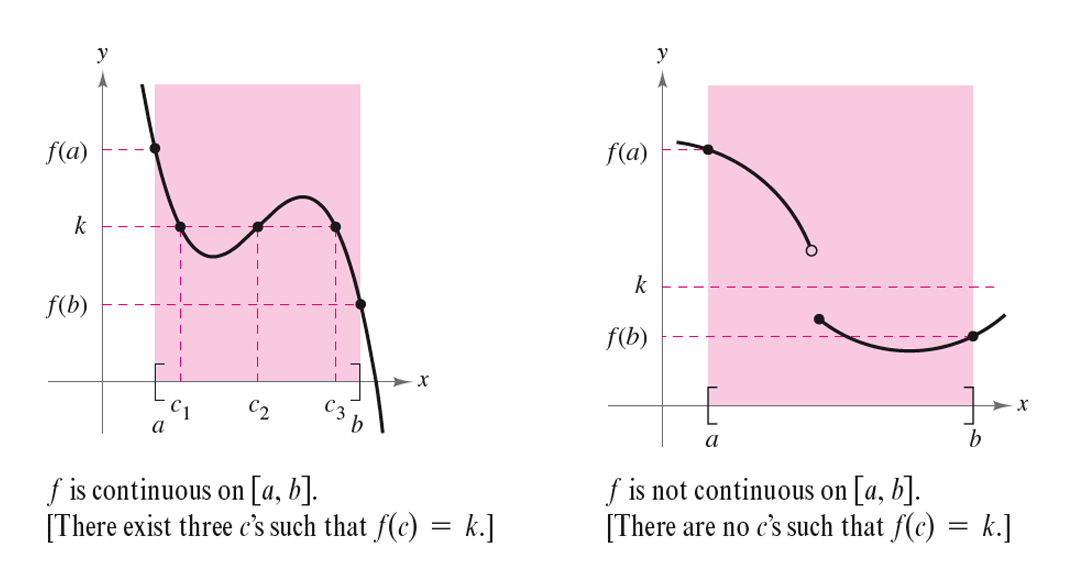 y
f(a)
k
f(b)
x
c₁
c₂
c₃
a
b
f is continuous on [a, b].
[There exist three c’s such that f(c) = k.]
y
f(a)
k
f(b)
x
a
b
f is not continuous on [a, b].
[There are no c’s such that f(c) = k.]